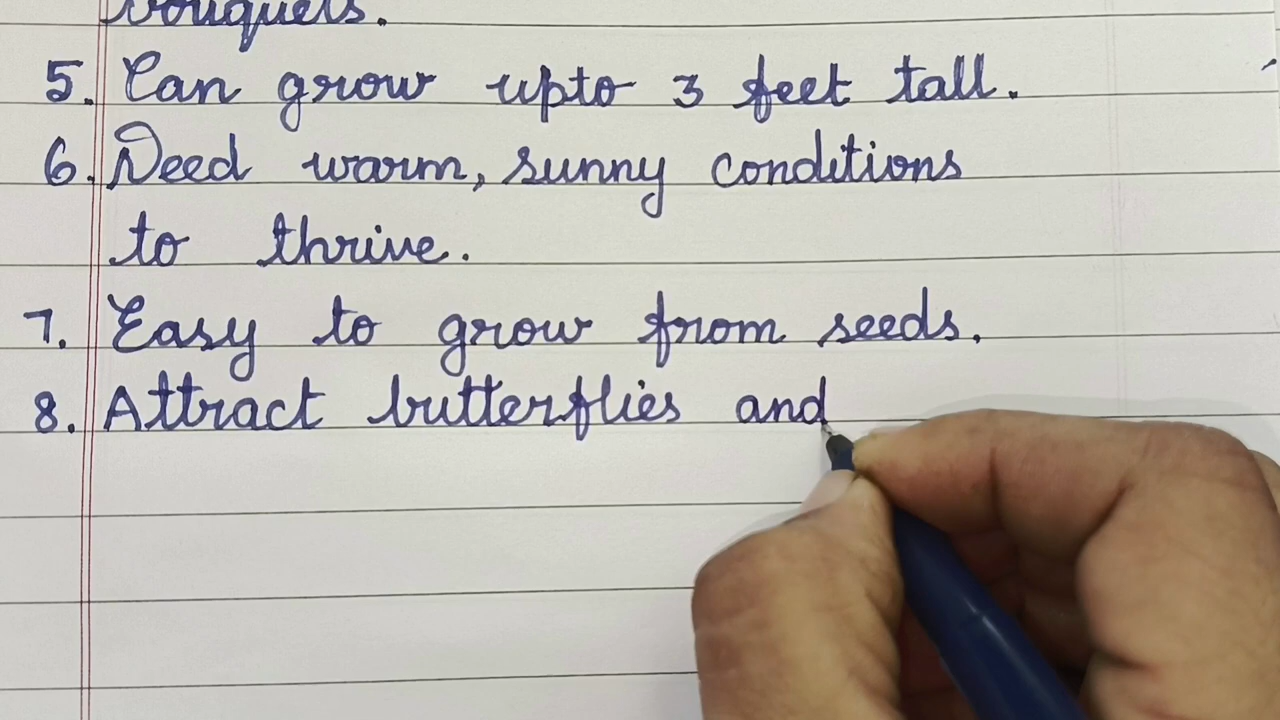 bouquets.
5. Can grow upto 3 feet tall.
6. Need warm, sunny conditions
to thrive.
7. Easy to grow from seeds.
8. Attract butterflies and